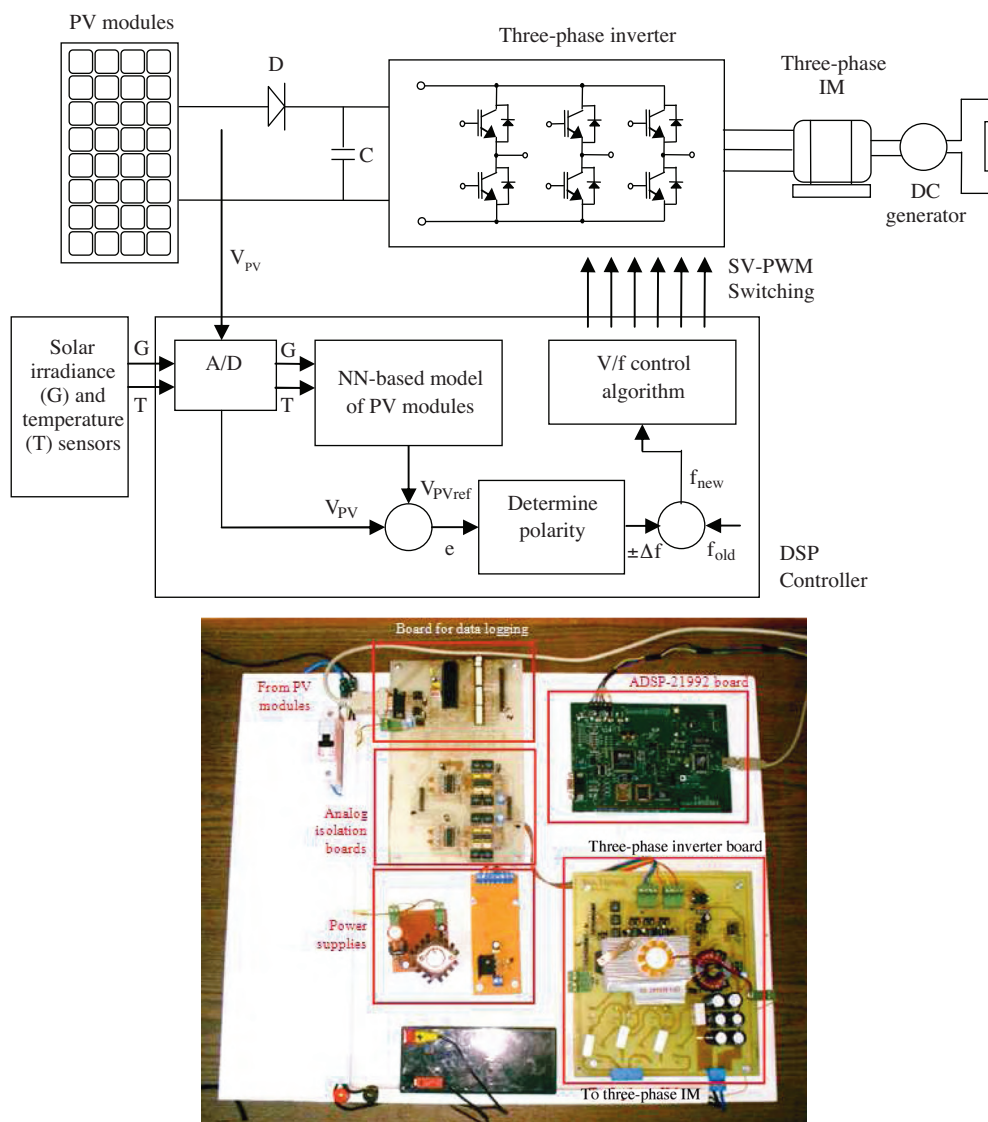 PV modules
Three-phase inverter
D
Three-phase
IM
C
DC
generator
V_PV
SV-PWM
Switching
Solar
irradiance
(G) and
temperature
(T) sensors
G
T
A/D
G
T
NN-based model
of PV modules
V/f control
algorithm
f_new
V_PVref
V_PV
e
Determine
polarity
±Δf
f_old
DSP
Controller
Board for data logging
From PV
modules
ADSP-21992 board
Analog
isolation
boards
Three-phase inverter board
Power
supplies
To three-phase IM